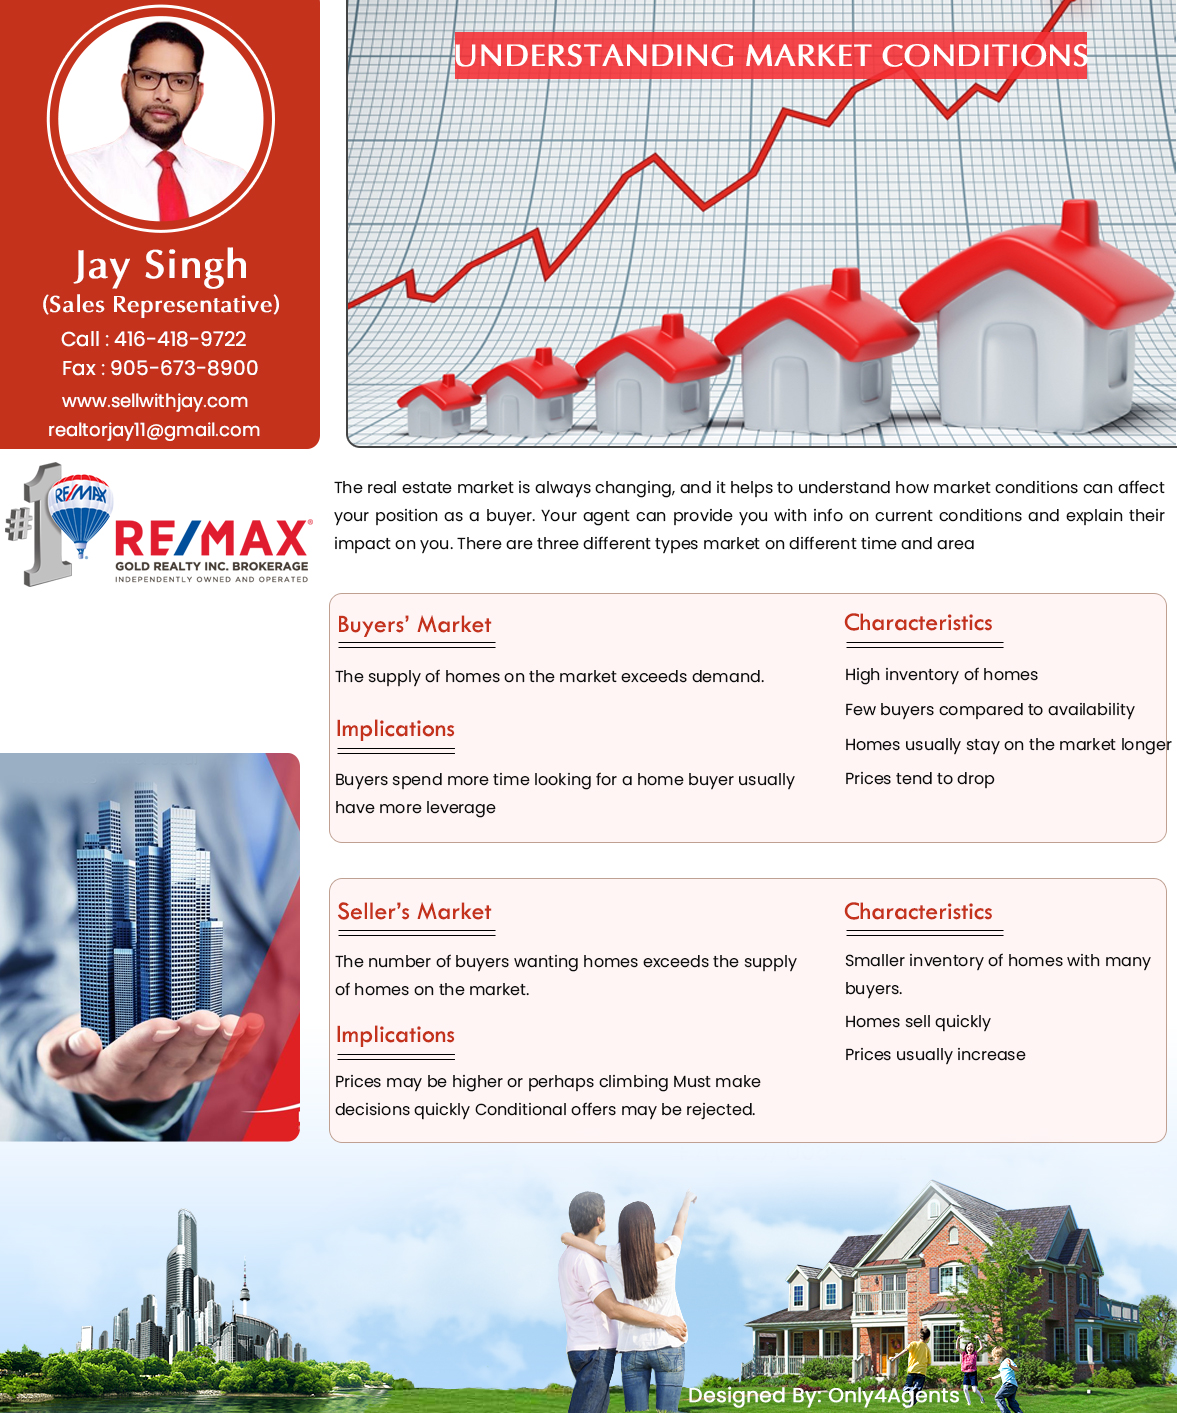 UNDERSTANDING MARKET CONDITIONS
Jay Singh
(Sales Representative)
Call : 416-418-9722
Fax : 905-673-8900
www.sellwithjay.com
realtorjay11@gmail.com
#1
RE/MAX
RE/MAX®
GOLD REALTY INC. BROKERAGE
INDEPENDENTLY OWNED AND OPERATED
The real estate market is always changing, and it helps to understand how market conditions can affect
your position as a buyer. Your agent can provide you with info on current conditions and explain their
impact on you. There are three different types market on different time and area
Buyers' Market
The supply of homes on the market exceeds demand.
Implications
Buyers spend more time looking for a home buyer usually
have more leverage
Characteristics
High inventory of homes
Few buyers compared to availability
Homes usually stay on the market longer
Prices tend to drop
Seller's Market
The number of buyers wanting homes exceeds the supply
of homes on the market.
Implications
Prices may be higher or perhaps climbing Must make
decisions quickly Conditional offers may be rejected.
Characteristics
Smaller inventory of homes with many
buyers.
Homes sell quickly
Prices usually increase
Designed By: Only4Agents